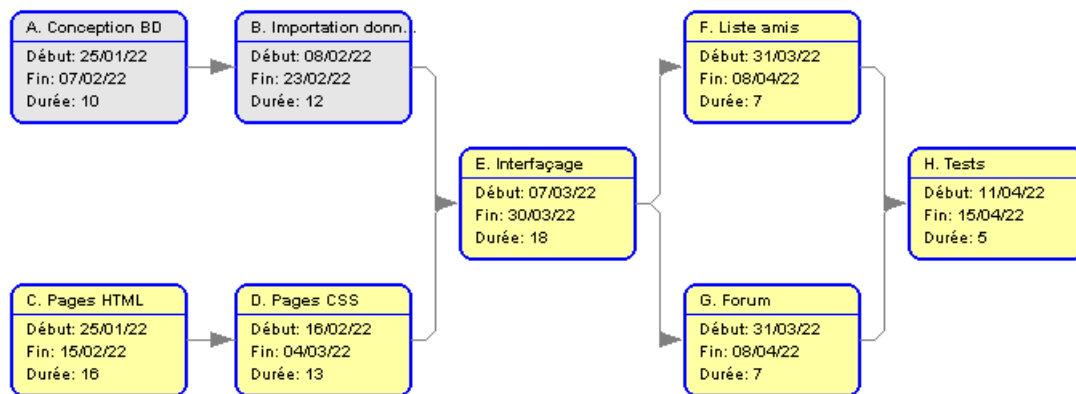 A. Conception BD
Début: 25/01/22
Fin: 07/02/22
Durée: 10
B. Importation donn...
Début: 08/02/22
Fin: 23/02/22
Durée: 12
F. Liste amis
Début: 31/03/22
Fin: 08/04/22
Durée: 7
E. Interfaçage
Début: 07/03/22
Fin: 30/03/22
Durée: 18
H. Tests
Début: 11/04/22
Fin: 15/04/22
Durée: 5
C. Pages HTML
Début: 25/01/22
Fin: 15/02/22
Durée: 16
D. Pages CSS
Début: 16/02/22
Fin: 04/03/22
Durée: 13
G. Forum
Début: 31/03/22
Fin: 08/04/22
Durée: 7